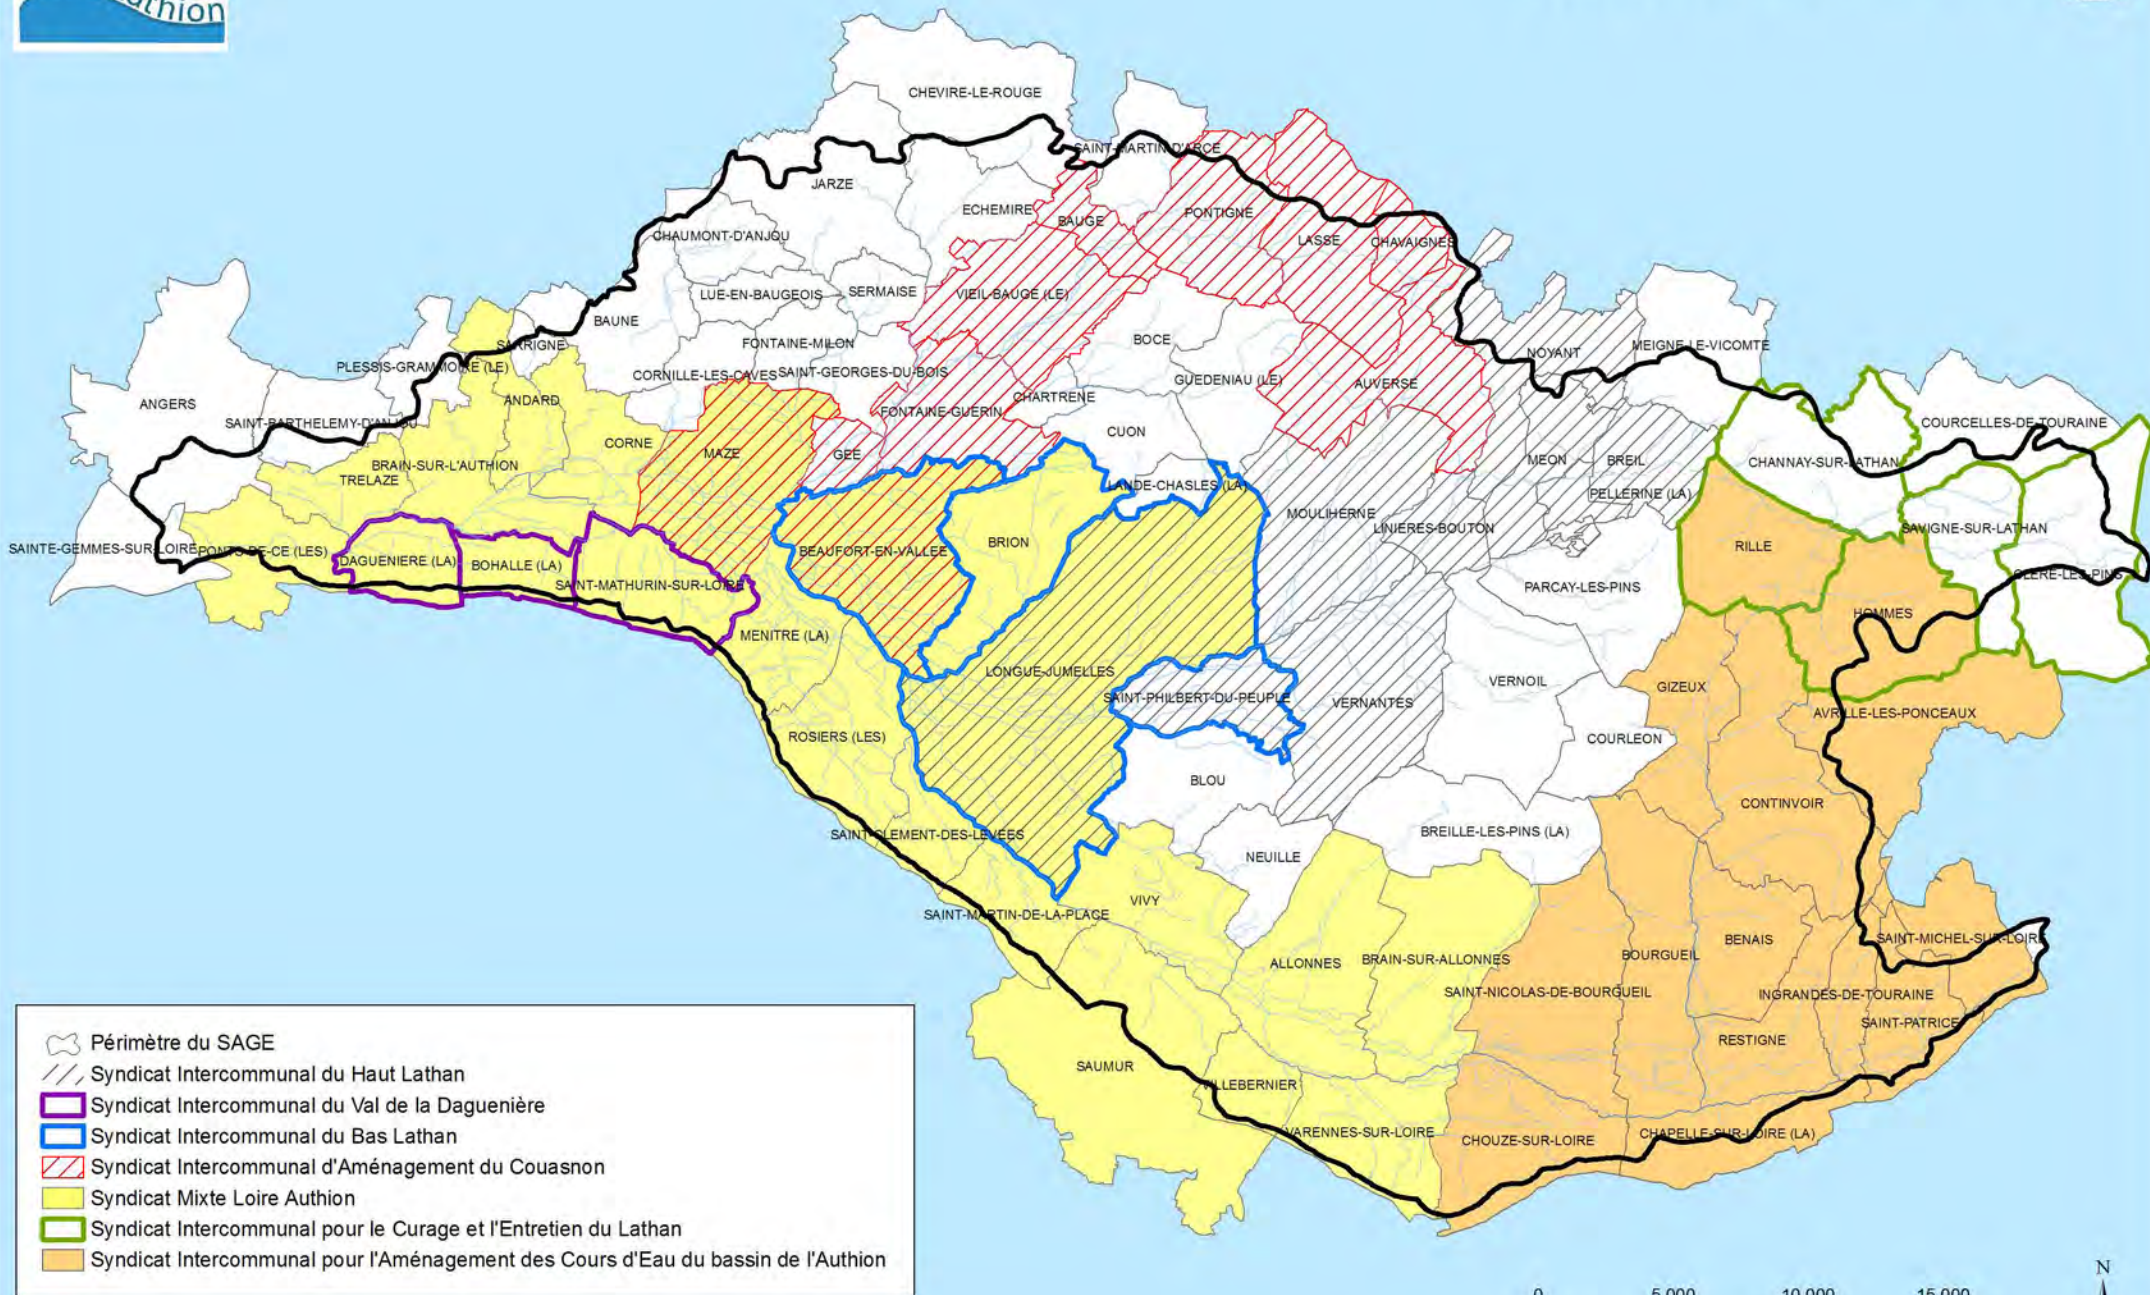 CHEVIRE-LE-ROUGE
SAINT-MARTIN-D'ARCE
JARZE
ECHEMIRE
BAUGE
PONTIGNE
CHAUMONT-D'ANJOU
LASSE
CHAVAIGNES
LUE-EN-BAUGEOIS
SERMAISE
VIEIL-BAUGE (LE)
BAUNE
SARRIGNE
FONTAINE-MILON
BOCE
NOYANT
MEIGNE-LE-VICOMTE
PLESSIS-GRAMMOIRE (LE)
CORNILLE-LES-CAVES
SAINT-GEORGES-DU-BOIS
GUEDENIAU (LE)
AUVERSE
ANGERS
ANDARD
CHARTRENE
FONTAINE-GUERIN
SAINT-BARTHELEMY-D'ANJOU
COURCELLES-DE-TOURAINE
CORNE
MAZE
GEE
CUON
BRAIN-SUR-L'AUTHION
TRELAZE
MEON
BREIL
CHANNAY-SUR-LATHAN
LANDE-CHASLES (LA)
PELLERINE (LA)
MOULIHERNE
LINIERES-BOUTON
SAVIGNE-SUR-LATHAN
SAINTE-GEMMES-SUR-LOIRE
PONTS-DE-CE (LES)
DAGUENIERE (LA)
BOHALLE (LA)
BEAUFORT-EN-VALLEE
BRION
RILLE
SAINT-MATHURIN-SUR-LOIRE
CLERE-LES-PINS
PARCAY-LES-PINS
HOMMES
MENITRE (LA)
LONGUE-JUMELLES
VERNOIL
GIZEUX
SAINT-PHILBERT-DU-PEUPLE
VERNANTES
AVRILLE-LES-PONCEAUX
ROSIERS (LES)
COURLEON
BLOU
CONTINVOIR
SAINT-CLEMENT-DES-LEVEES
BREILLE-LES-PINS (LA)
NEUILLE
VIVY
SAINT-MARTIN-DE-LA-PLACE
BENAIS
SAINT-MICHEL-SUR-LOIRE
ALLONNES
BRAIN-SUR-ALLONNES
BOURGUEIL
SAINT-NICOLAS-DE-BOURGUEIL
INGRANDES-DE-TOURAINE
SAINT-PATRICE
RESTIGNE
SAUMUR
VILLEBERNIER
VARENNES-SUR-LOIRE
CHOUZE-SUR-LOIRE
CHAPELLE-SUR-LOIRE (LA)
Périmètre du SAGE
Syndicat Intercommunal du Haut Lathan
Syndicat Intercommunal du Val de la Daguenière
Syndicat Intercommunal du Bas Lathan
Syndicat Intercommunal d'Aménagement du Couasnon
Syndicat Mixte Loire Authion
Syndicat Intercommunal pour le Curage et l'Entretien du Lathan
Syndicat Intercommunal pour l'Aménagement des Cours d'Eau du bassin de l'Authion
N
0 5 000 10 000 15 000